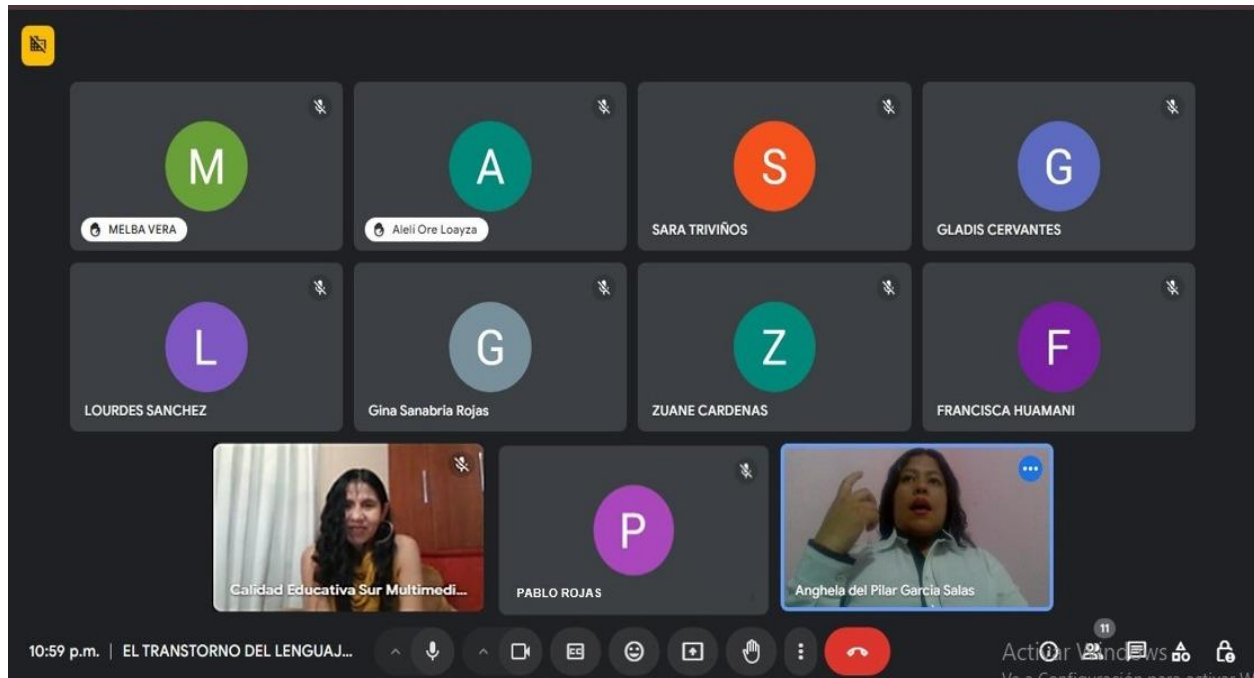 M
A
S
G
MELBA VERA
Aleli Ore Loayza
SARA TRIVIÑOS
GLADIS CERVANTES
L
G
Z
F
LOURDES SANCHEZ
Gina Sanabria Rojas
ZUANE CARDENAS
FRANCISCA HUAMANI
P
Calidad Educativa Sur Multimedi...
PABLO ROJAS
Anghela del Pilar Garcia Salas
11
10:59 p.m. | EL TRANSTORNO DEL LENGUAJ...
CC
Activar Windows